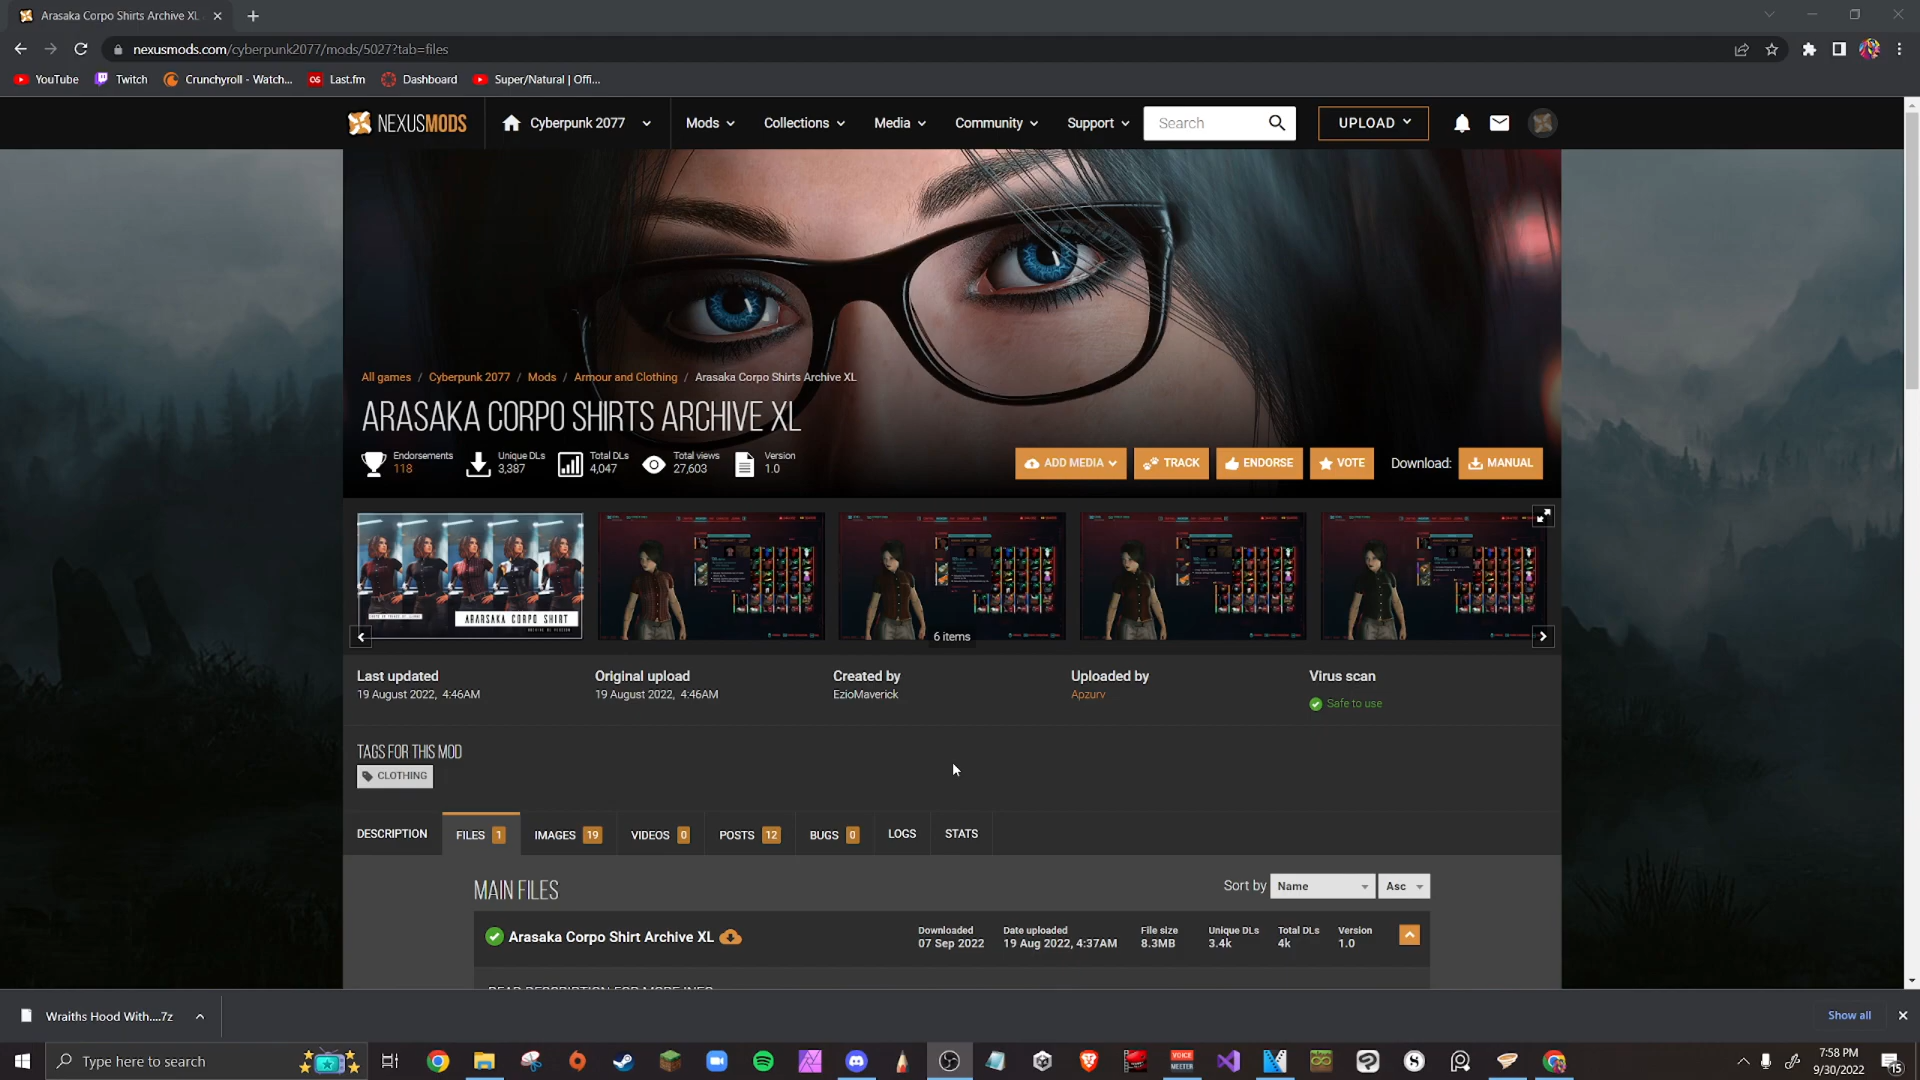 Arasaka Corpo Shirts Archive XL
nexusmods.com/cyberpunk2077/mods/5027?tab=files
YouTube
Twitch
Crunchyroll - Watch...
Last.fm
Dashboard
Super/Natural | Offi...
NEXUSMODS
Cyberpunk 2077
Mods
Collections
Media
Community
Support
Search
UPLOAD
All games / Cyberpunk 2077 / Mods / Armour and Clothing / Arasaka Corpo Shirts Archive XL
ARASAKA CORPO SHIRTS ARCHIVE XL
Endorsements
118
Unique DLs
3,387
Total DLs
4,047
Total views
27,603
Version
1.0
ADD MEDIA
TRACK
ENDORSE
VOTE
Download:
MANUAL
ARARSAKA CORPO SHIRT
6 items
Last updated
19 August 2022, 4:46AM
Original upload
19 August 2022, 4:46AM
Created by
EzioMaverick
Uploaded by
Apzurv
Virus scan
Safe to use
TAGS FOR THIS MOD
CLOTHING
DESCRIPTION
FILES 1
IMAGES 19
VIDEOS 0
POSTS 12
BUGS 0
LOGS
STATS
MAIN FILES
Sort by
Name
Asc
Arasaka Corpo Shirt Archive XL
Downloaded
07 Sep 2022
Date uploaded
19 Aug 2022, 4:37AM
File size
8.3MB
Unique DLs
3.4k
Total DLs
4k
Version
1.0
READ DESCRIPTION FOR MORE INFO
Wraiths Hood With....7z
Show all
Type here to search
VOICE
MEETER
7:58 PM
9/30/2022
15